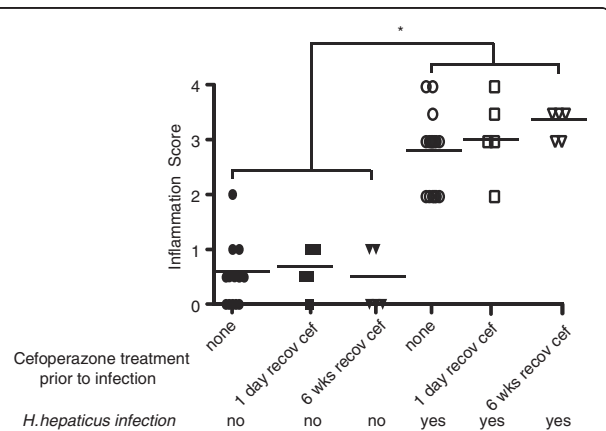 *
4
3
2
1
0
Inflammation Score
none
1 day recov cef
6 wks recov cef
none
1 day recov cef
6 wks recov cef
Cefoperazone treatment
prior to infection
H.hepaticus infection no no no yes yes yes